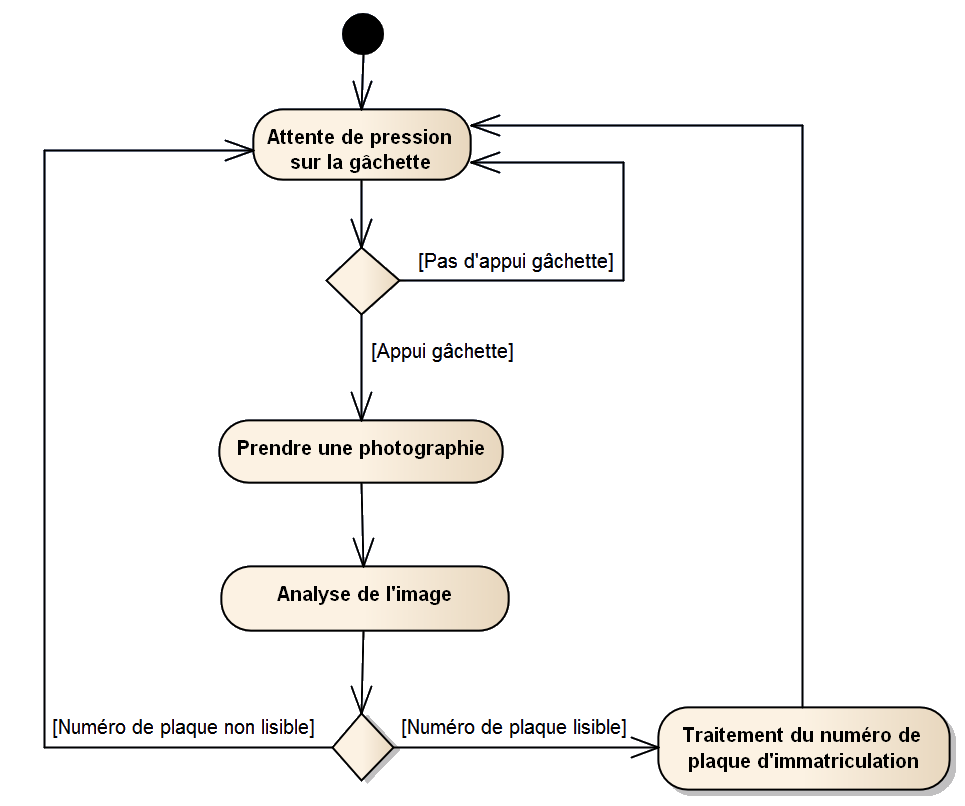 Attente de pression
sur la gâchette
[Pas d'appui gâchette]
[Appui gâchette]
Prendre une photographie
Analyse de l'image
[Numéro de plaque non lisible]
[Numéro de plaque lisible]
Traitement du numéro de
plaque d'immatriculation